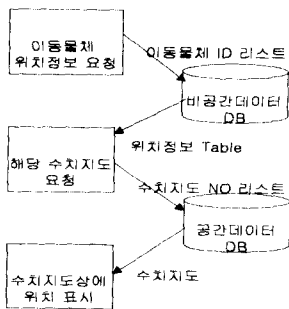 이동물체
위치정보 요청
이동물체 ID 리스트
비공간데이터
DB
위치정보 Table
해당 수치지도
요청
수치지도 NO 리스트
공간데이터
DB
수치지도
수치지도상에
위치 표시